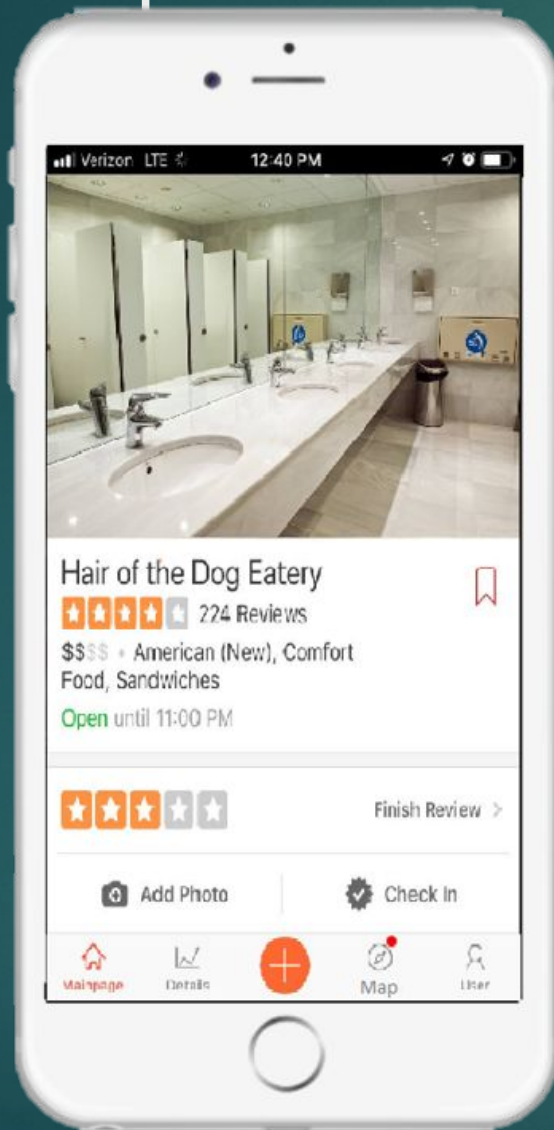 Verizon LTE 12:40 PM
Hair of the Dog Eatery
224 Reviews
$$$$ • American (New), Comfort
Food, Sandwiches
Open until 11:00 PM
Finish Review >
Add Photo Check In
Mainpage Details Map User